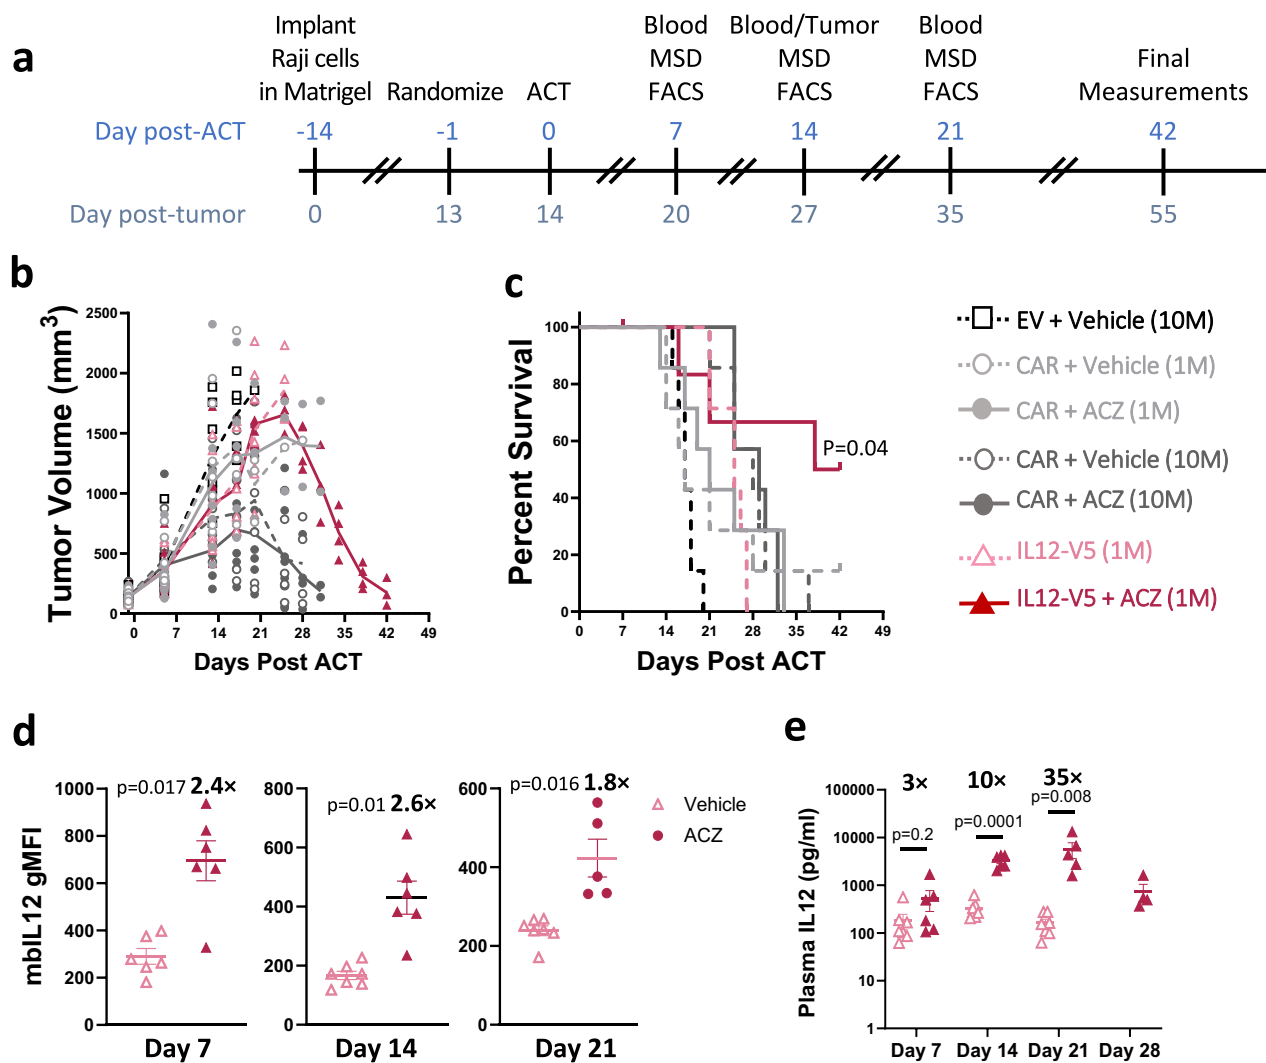 a
Implant
Raji cells
in Matrigel
Randomize
ACT
Blood
MSD
FACS
Blood/Tumor
MSD
FACS
Blood
MSD
FACS
Final
Measurements
Day post-ACT -14 -1 0 7 14 21 42
Day post-tumor 0 13 14 20 27 35 55
b
Tumor Volume (mm³)
2500
2000
1500
1000
500
0
0 7 14 21 28 35 42 49
Days Post ACT
c
Percent Survival
100
80
60
40
20
0
P=0.04
0 7 14 21 28 35 42 49
Days Post ACT
EV + Vehicle (10M)
CAR + Vehicle (1M)
CAR + ACZ (1M)
CAR + Vehicle (10M)
CAR + ACZ (10M)
IL12-V5 (1M)
IL12-V5 + ACZ (1M)
d
mbIL12 gMFI
1000
800
600
400
200
0
p=0.017 2.4×
Day 7
800
600
400
200
0
p=0.01 2.6×
Day 14
600
400
200
0
p=0.016 1.8×
Day 21
Vehicle
ACZ
e
Plasma IL12 (pg/ml)
100000
10000
1000
100
10
1
3× 10× 35×
p=0.2 p=0.0001 p=0.008
Day 7 Day 14 Day 21 Day 28